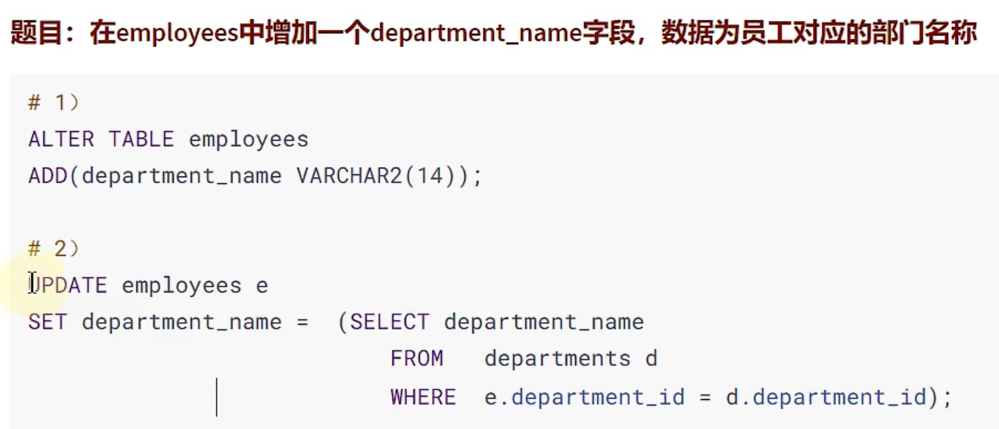 题目：在employees中增加一个department_name字段，数据为员工对应的部门名称
# 1）
ALTER TABLE employees
ADD(department_name VARCHAR2(14));
# 2）
UPDATE employees e
SET department_name =  (SELECT department_name
FROM   departments d
WHERE  e.department_id = d.department_id);